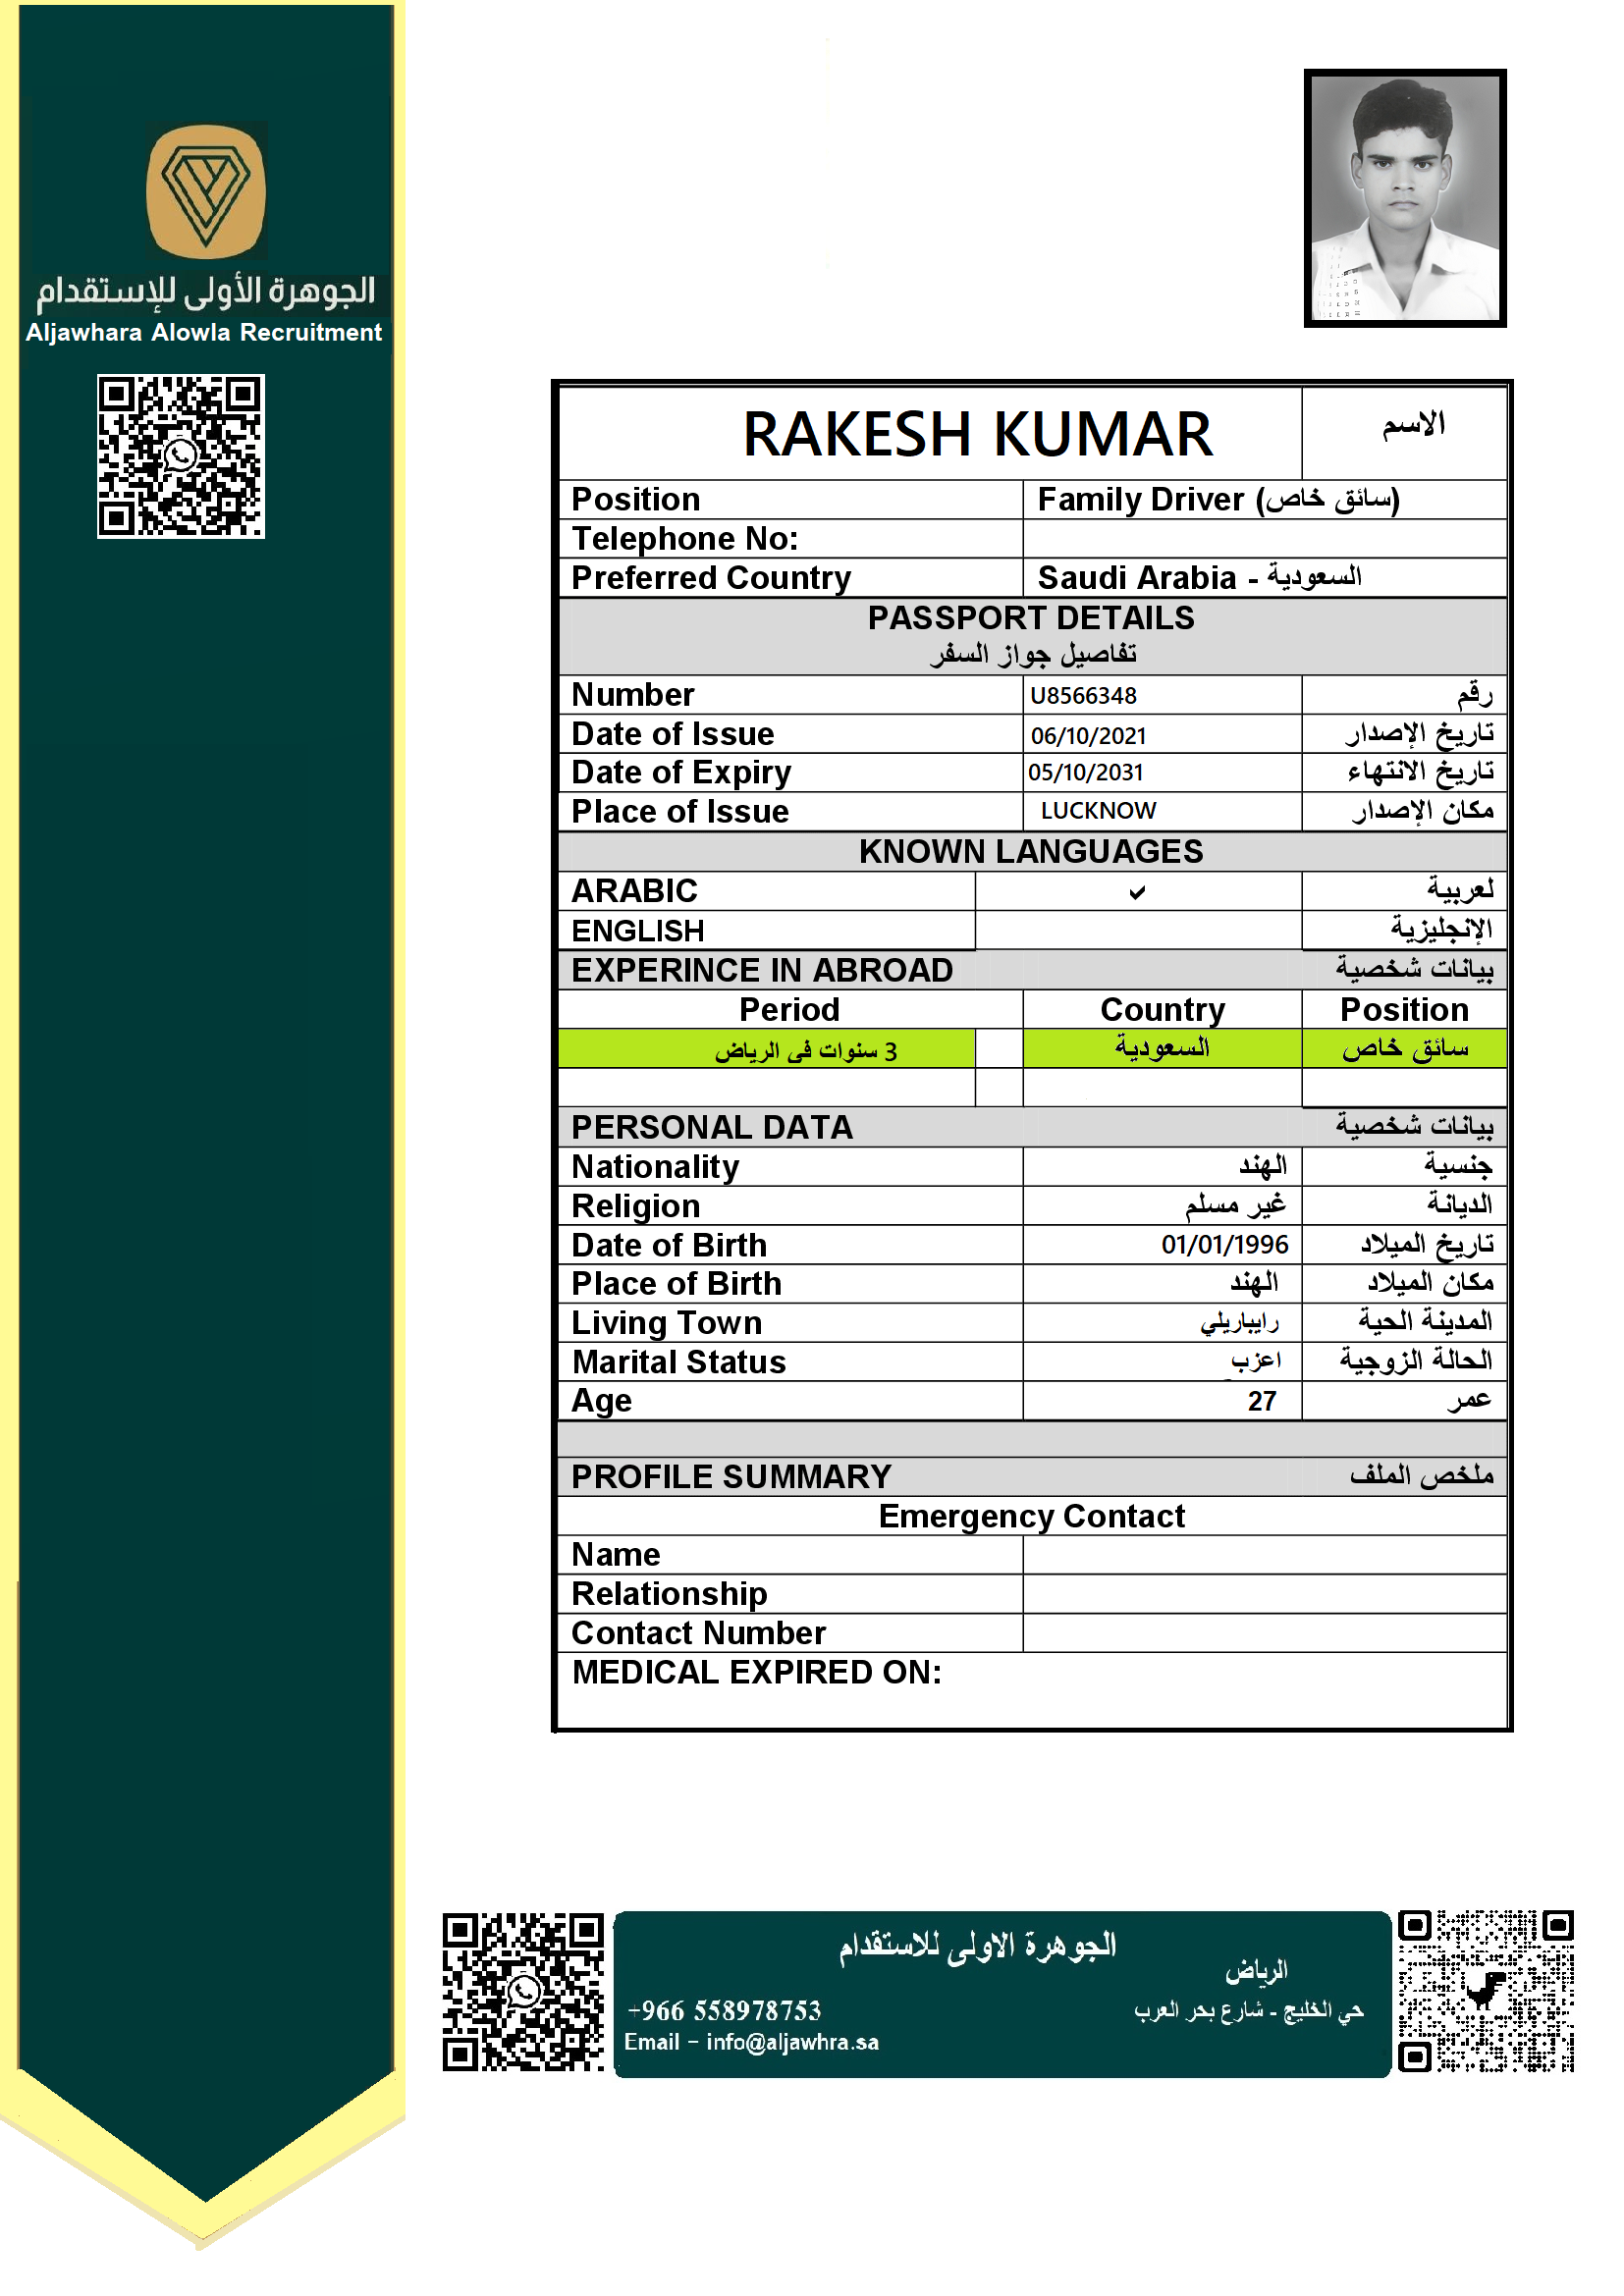 الجوهرة الأولى للإستقدام
Aljawhara Alowla Recruitment
RAKESH KUMAR الاسم
Position Family Driver (سائق خاص)
Telephone No:
Preferred Country Saudi Arabia - السعودية
PASSPORT DETAILS
تفاصيل جواز السفر
Number U8566348 رقم
Date of Issue 06/10/2021 تاريخ الإصدار
Date of Expiry 05/10/2031 تاريخ الانتهاء
Place of Issue LUCKNOW مكان الإصدار
KNOWN LANGUAGES
ARABIC ✓ لعربية
ENGLISH الإنجليزية
EXPERINCE IN ABROAD بيانات شخصية
Period Country Position
3 سنوات فى الرياض السعودية سائق خاص
PERSONAL DATA بيانات شخصية
Nationality الهند جنسية
Religion غير مسلم الديانة
Date of Birth 01/01/1996 تاريخ الميلاد
Place of Birth الهند مكان الميلاد
Living Town رايباريلي المدينة الحية
Marital Status اعزب الحالة الزوجية
Age 27 عمر
PROFILE SUMMARY ملخص الملف
Emergency Contact
Name
Relationship
Contact Number
MEDICAL EXPIRED ON:
الجوهرة الاولى للاستقدام
الرياض
+966 558978753 حي الخليج - شارع بحر العرب
Email - info@aljawhra.sa